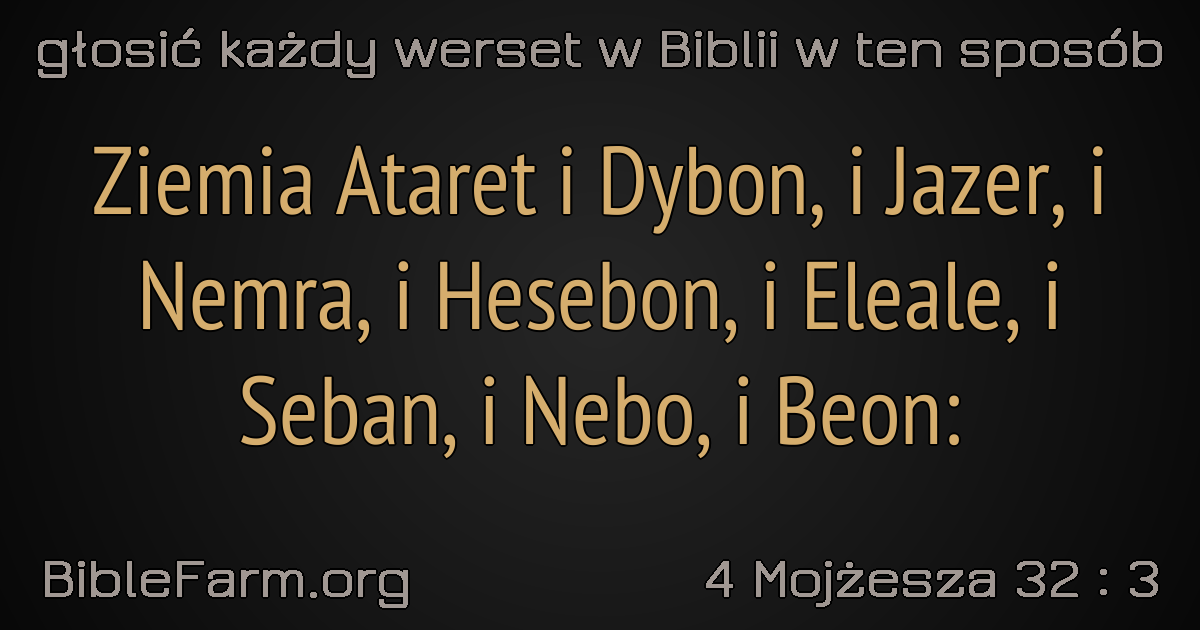 głosić każdy werset w Biblii w ten sposób
Ziemia Ataret i Dybon, i Jazer, i
Nemra, i Hesebon, i Eleale, i
Seban, i Nebo, i Beon:
BibleFarm.org
4 Mojżesza 32 : 3